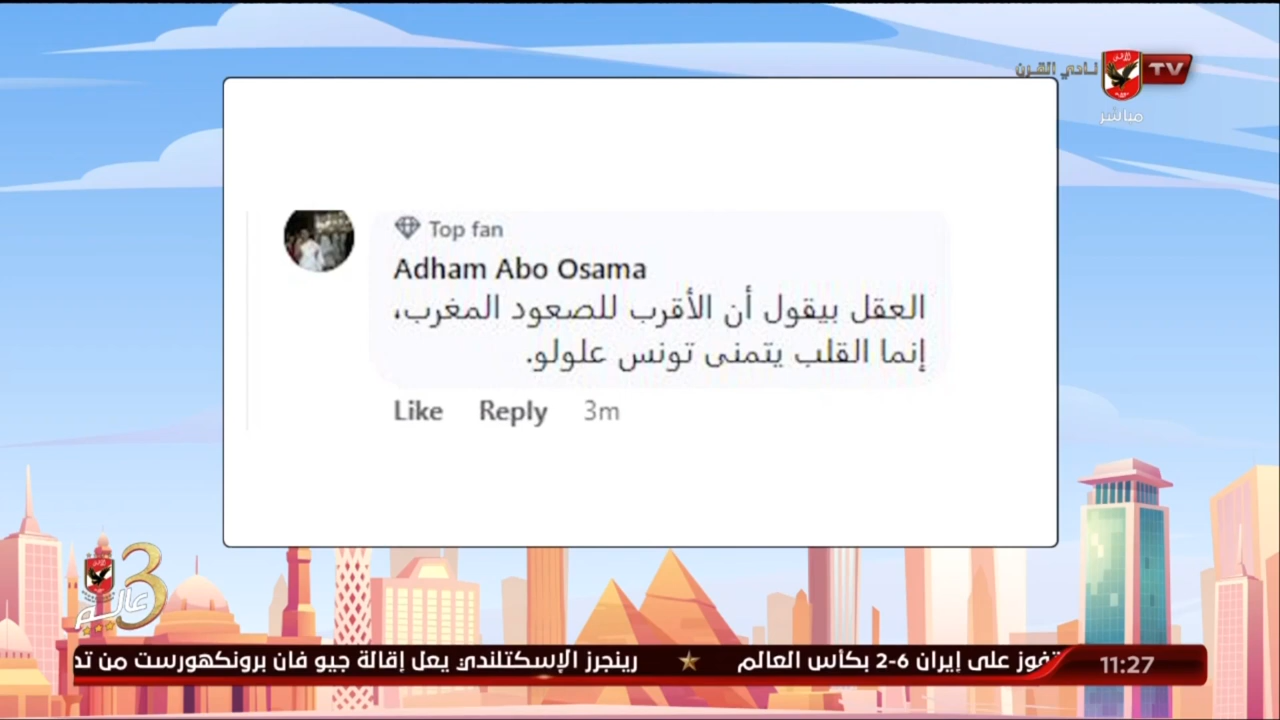 نادي القرن
TV
مباشر
Top fan
Adham Abo Osama
العقل بيقول أن الأقرب للصعود المغرب،
إنما القلب يتمنى تونس علولو.
Like Reply 3m
3 عالم
11:27
تفوز على إيران 6-2 بكأس العالم ★ رينجرز الإسكتلندي يعل إقالة جيو فان برونكهورست من تد